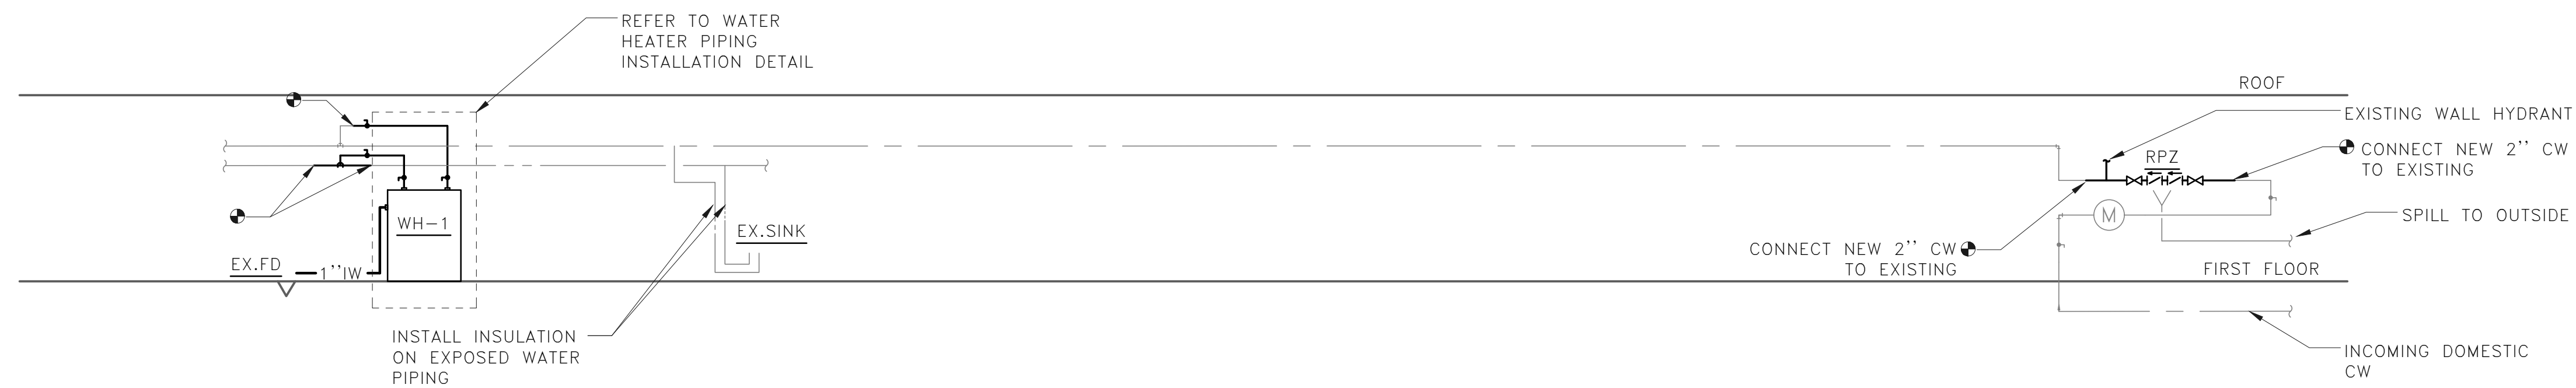 REFER TO WATER
HEATER PIPING
INSTALLATION DETAIL
ROOF
EXISTING WALL HYDRANT
CONNECT NEW 2'' CW
TO EXISTING
RPZ
M
SPILL TO OUTSIDE
WH-1
EX.SINK
CONNECT NEW 2'' CW
TO EXISTING
EX.FD
1''IW
FIRST FLOOR
INSTALL INSULATION
ON EXPOSED WATER
PIPING
INCOMING DOMESTIC
CW